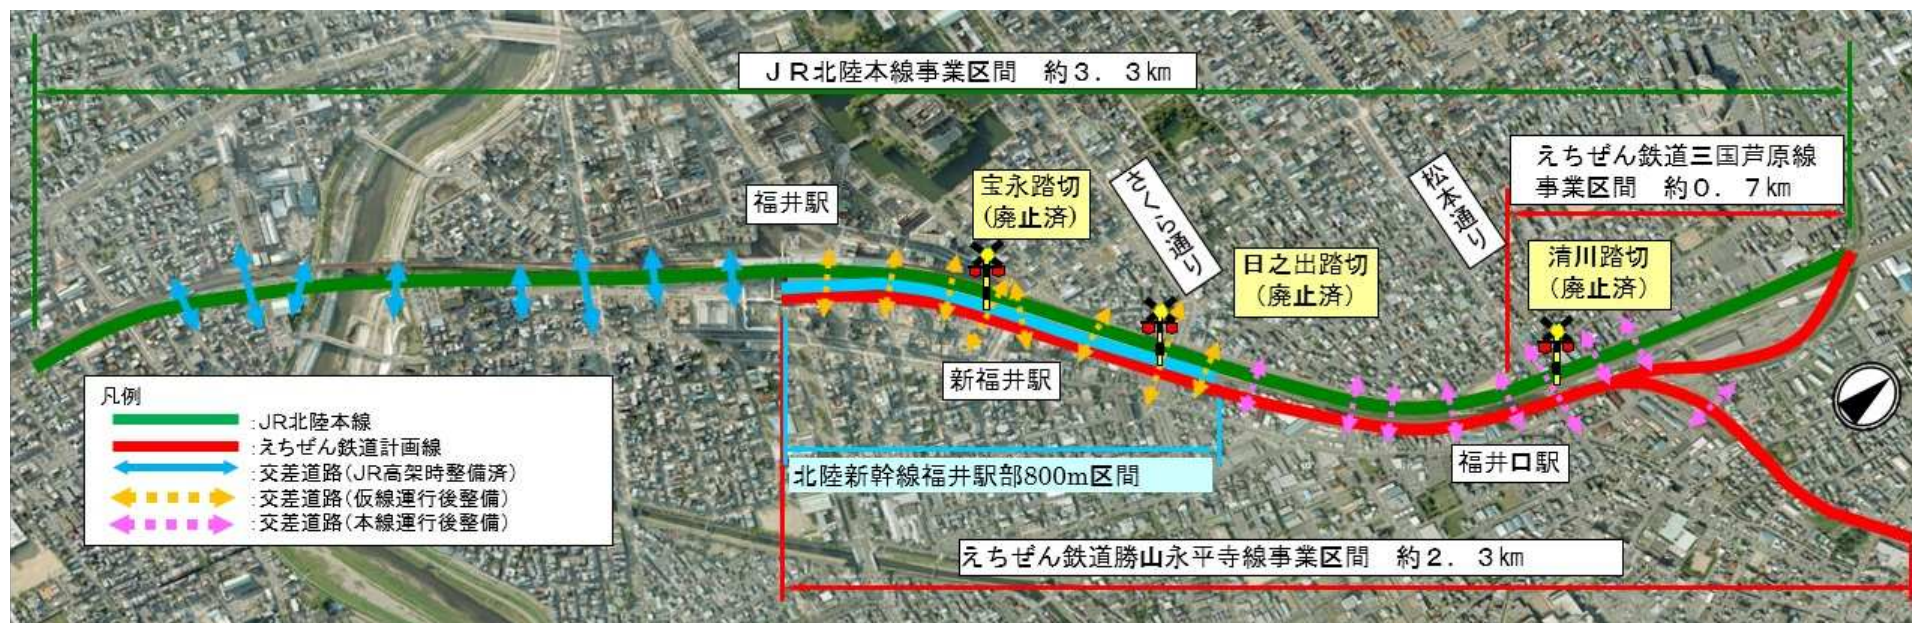 ＪＲ北陸本線事業区間　約３．３㎞
えちぜん鉄道三国芦原線
事業区間　約０．７㎞
福井駅
宝永踏切
(廃止済)
さくら通り
松本通り
日之出踏切
(廃止済)
清川踏切
(廃止済)
新福井駅
福井口駅
凡例
:JR北陸本線
:えちぜん鉄道計画線
:交差道路(JR高架時整備済)
:交差道路(仮線運行後整備)
:交差道路(本線運行後整備)
北陸新幹線福井駅部800m区間
えちぜん鉄道勝山永平寺線事業区間　約２．３㎞